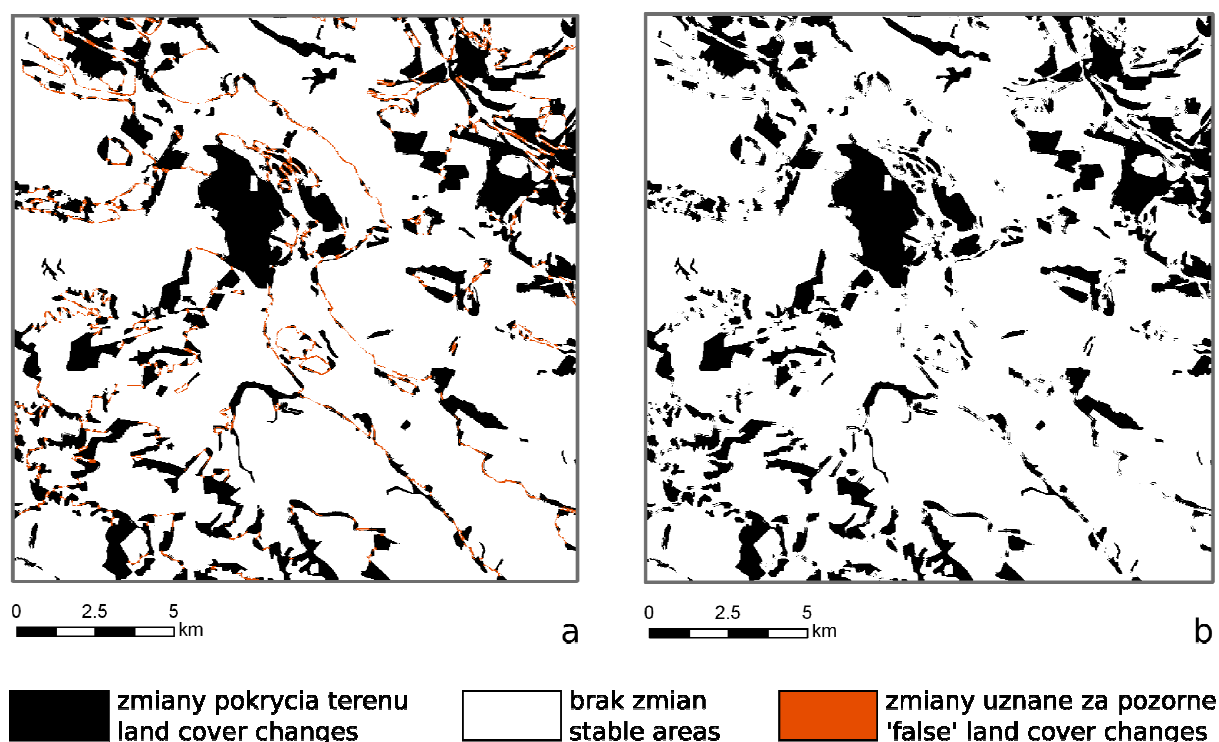 0 2.5 5 km
a
0 2.5 5 km
b
zmiany pokrycia terenu
land cover changes
brak zmian
stable areas
zmiany uznane za pozorne
'false' land cover changes